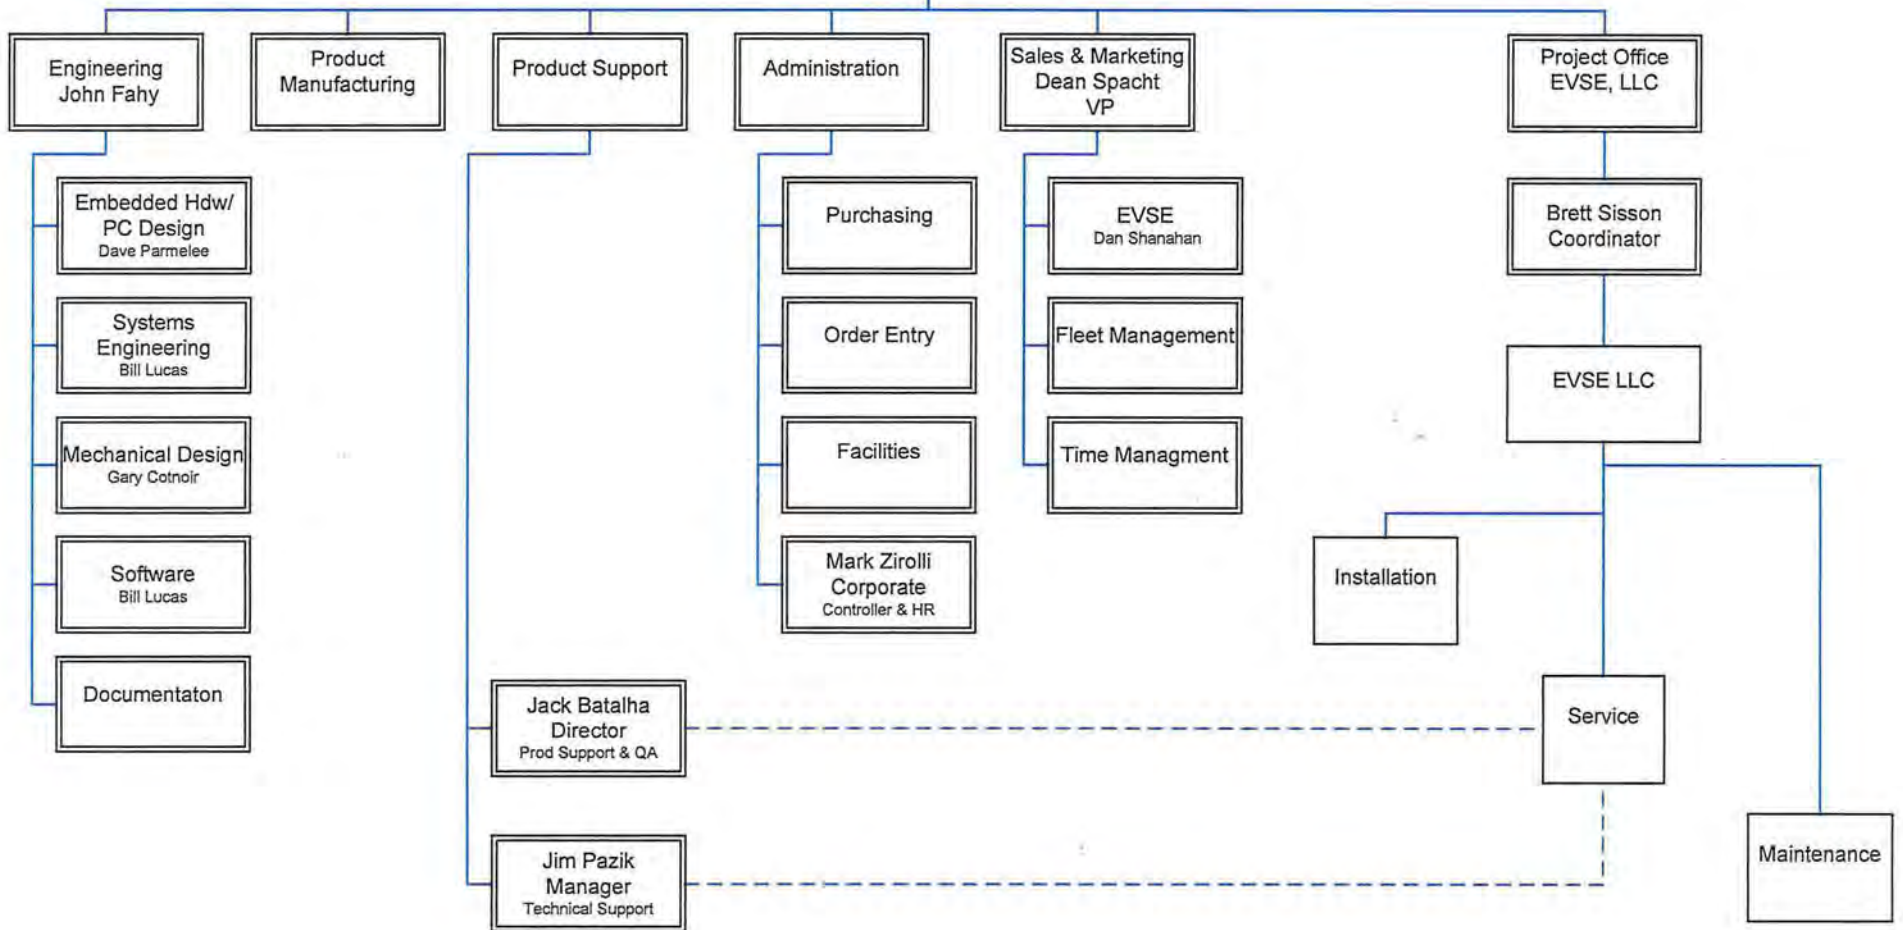 Engineering
John Fahy
Product
Manufacturing
Product Support
Administration
Sales & Marketing
Dean Spacht
VP
Project Office
EVSE, LLC
Embedded Hdw/
PC Design
Dave Parmelee
Systems
Engineering
Bill Lucas
Mechanical Design
Gary Cotnoir
Software
Bill Lucas
Documentaton
Jack Batalha
Director
Prod Support & QA
Jim Pazik
Manager
Technical Support
Purchasing
Order Entry
Facilities
Mark Zirolli
Corporate
Controller & HR
EVSE
Dan Shanahan
Fleet Management
Time Managment
Brett Sisson
Coordinator
EVSE LLC
Installation
Service
Maintenance